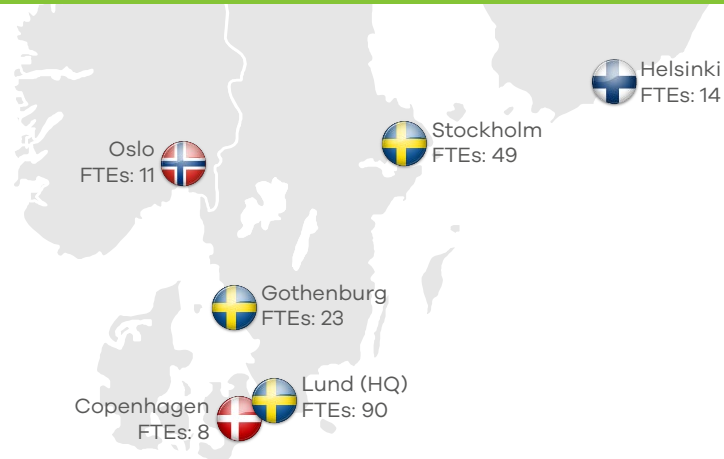 Helsinki
FTEs: 14
Stockholm
FTEs: 49
Oslo
FTEs: 11
Gothenburg
FTEs: 23
Lund (HQ)
FTEs: 90
Copenhagen
FTEs: 8